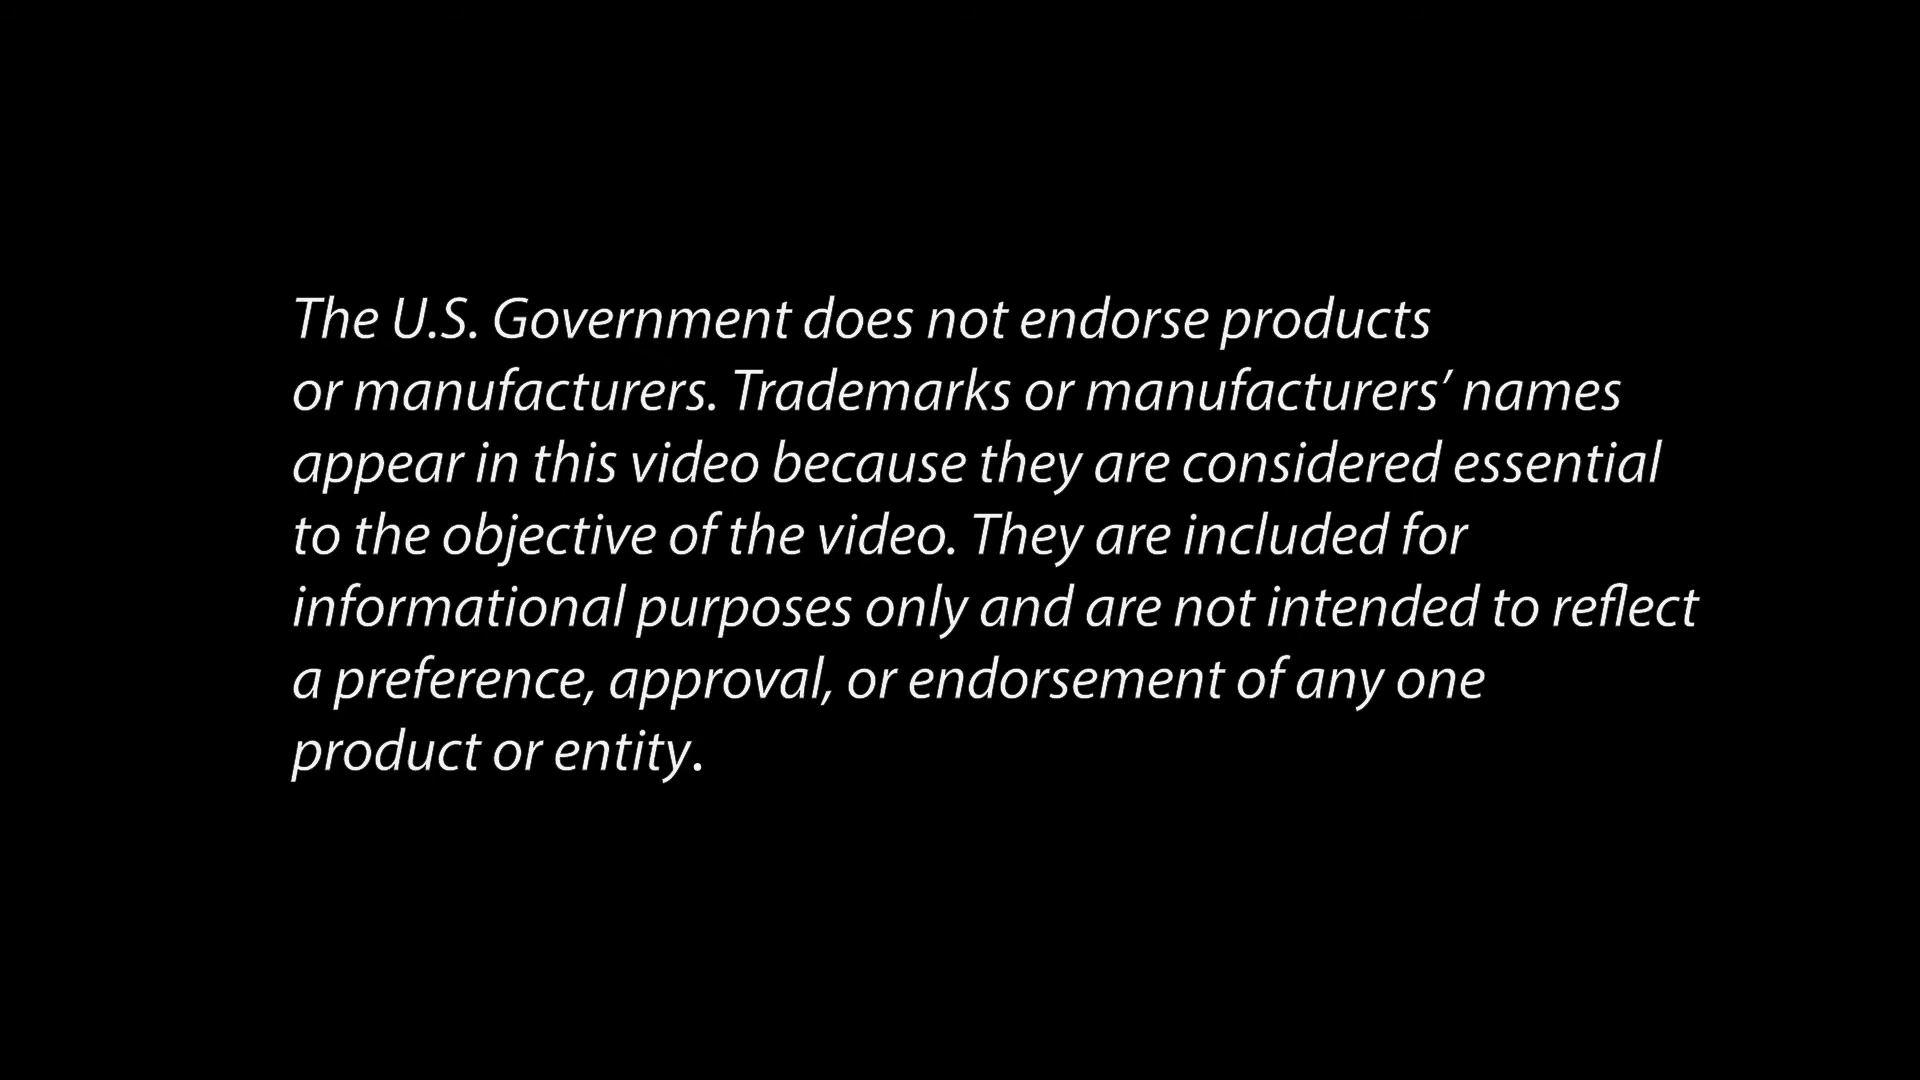 The U.S. Government does not endorse products
or manufacturers. Trademarks or manufacturers’ names
appear in this video because they are considered essential
to the objective of the video. They are included for
informational purposes only and are not intended to reflect
a preference, approval, or endorsement of any one
product or entity.